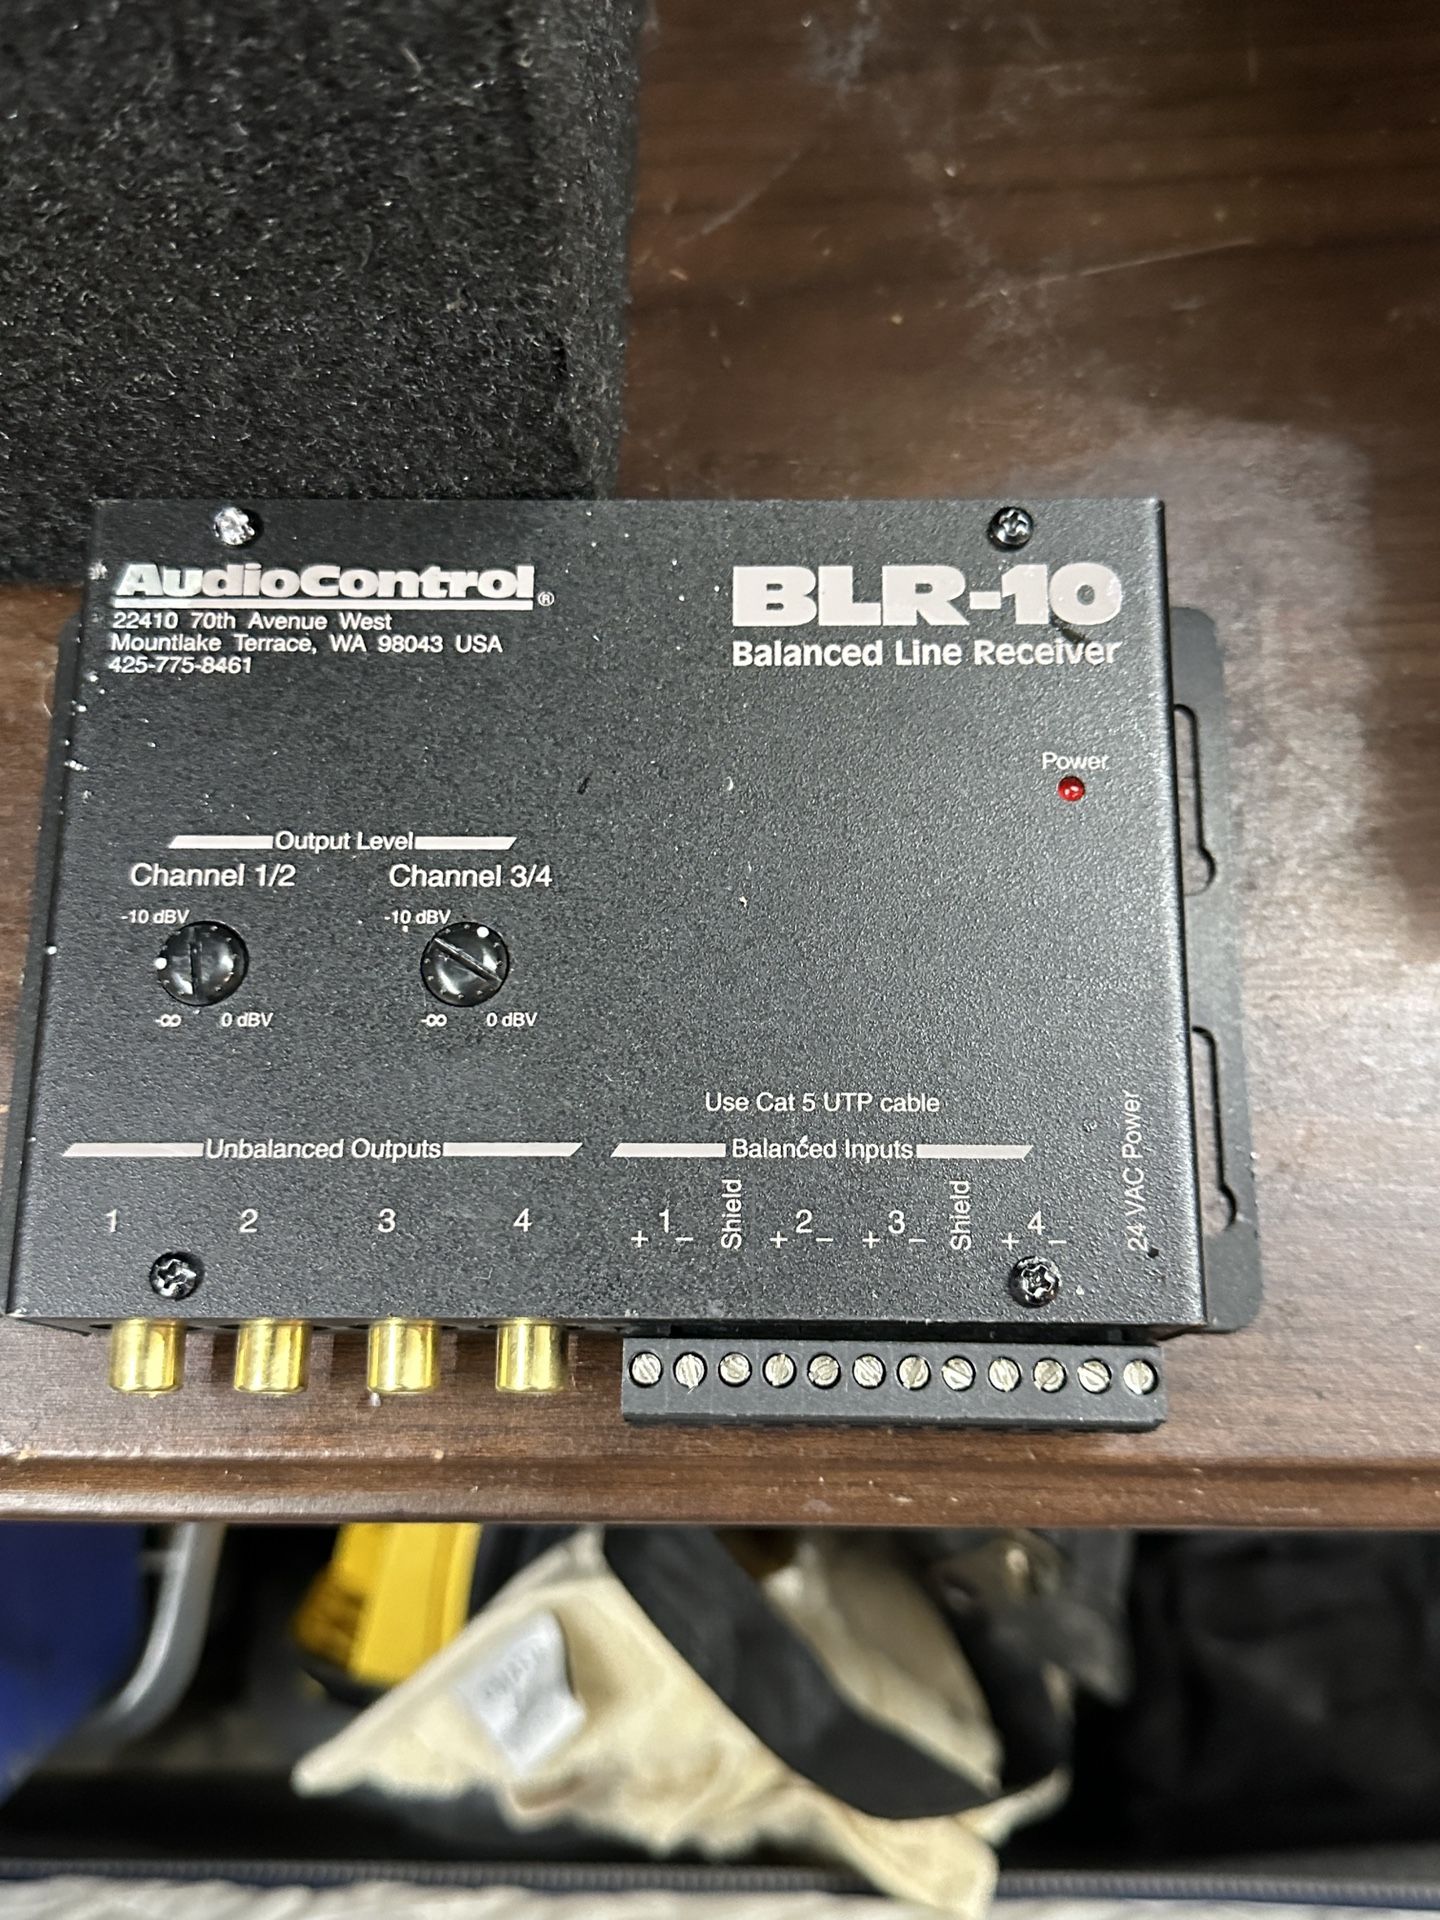 AudioControl®
22410 70th Avenue West
Mountlake Terrace, WA 98043 USA
425-775-8461
BLR-10
Balanced Line Receiver
Power
Output Level
Channel 1/2
Channel 3/4
-10 dBV
-10 dBV
-∞ 0 dBV
-∞ 0 dBV
Use Cat 5 UTP cable
Unbalanced Outputs
Balanced Inputs
1 2 3 4
+ 1 - Shield + 2 - + 3 - Shield + 4 -
24 VAC Power